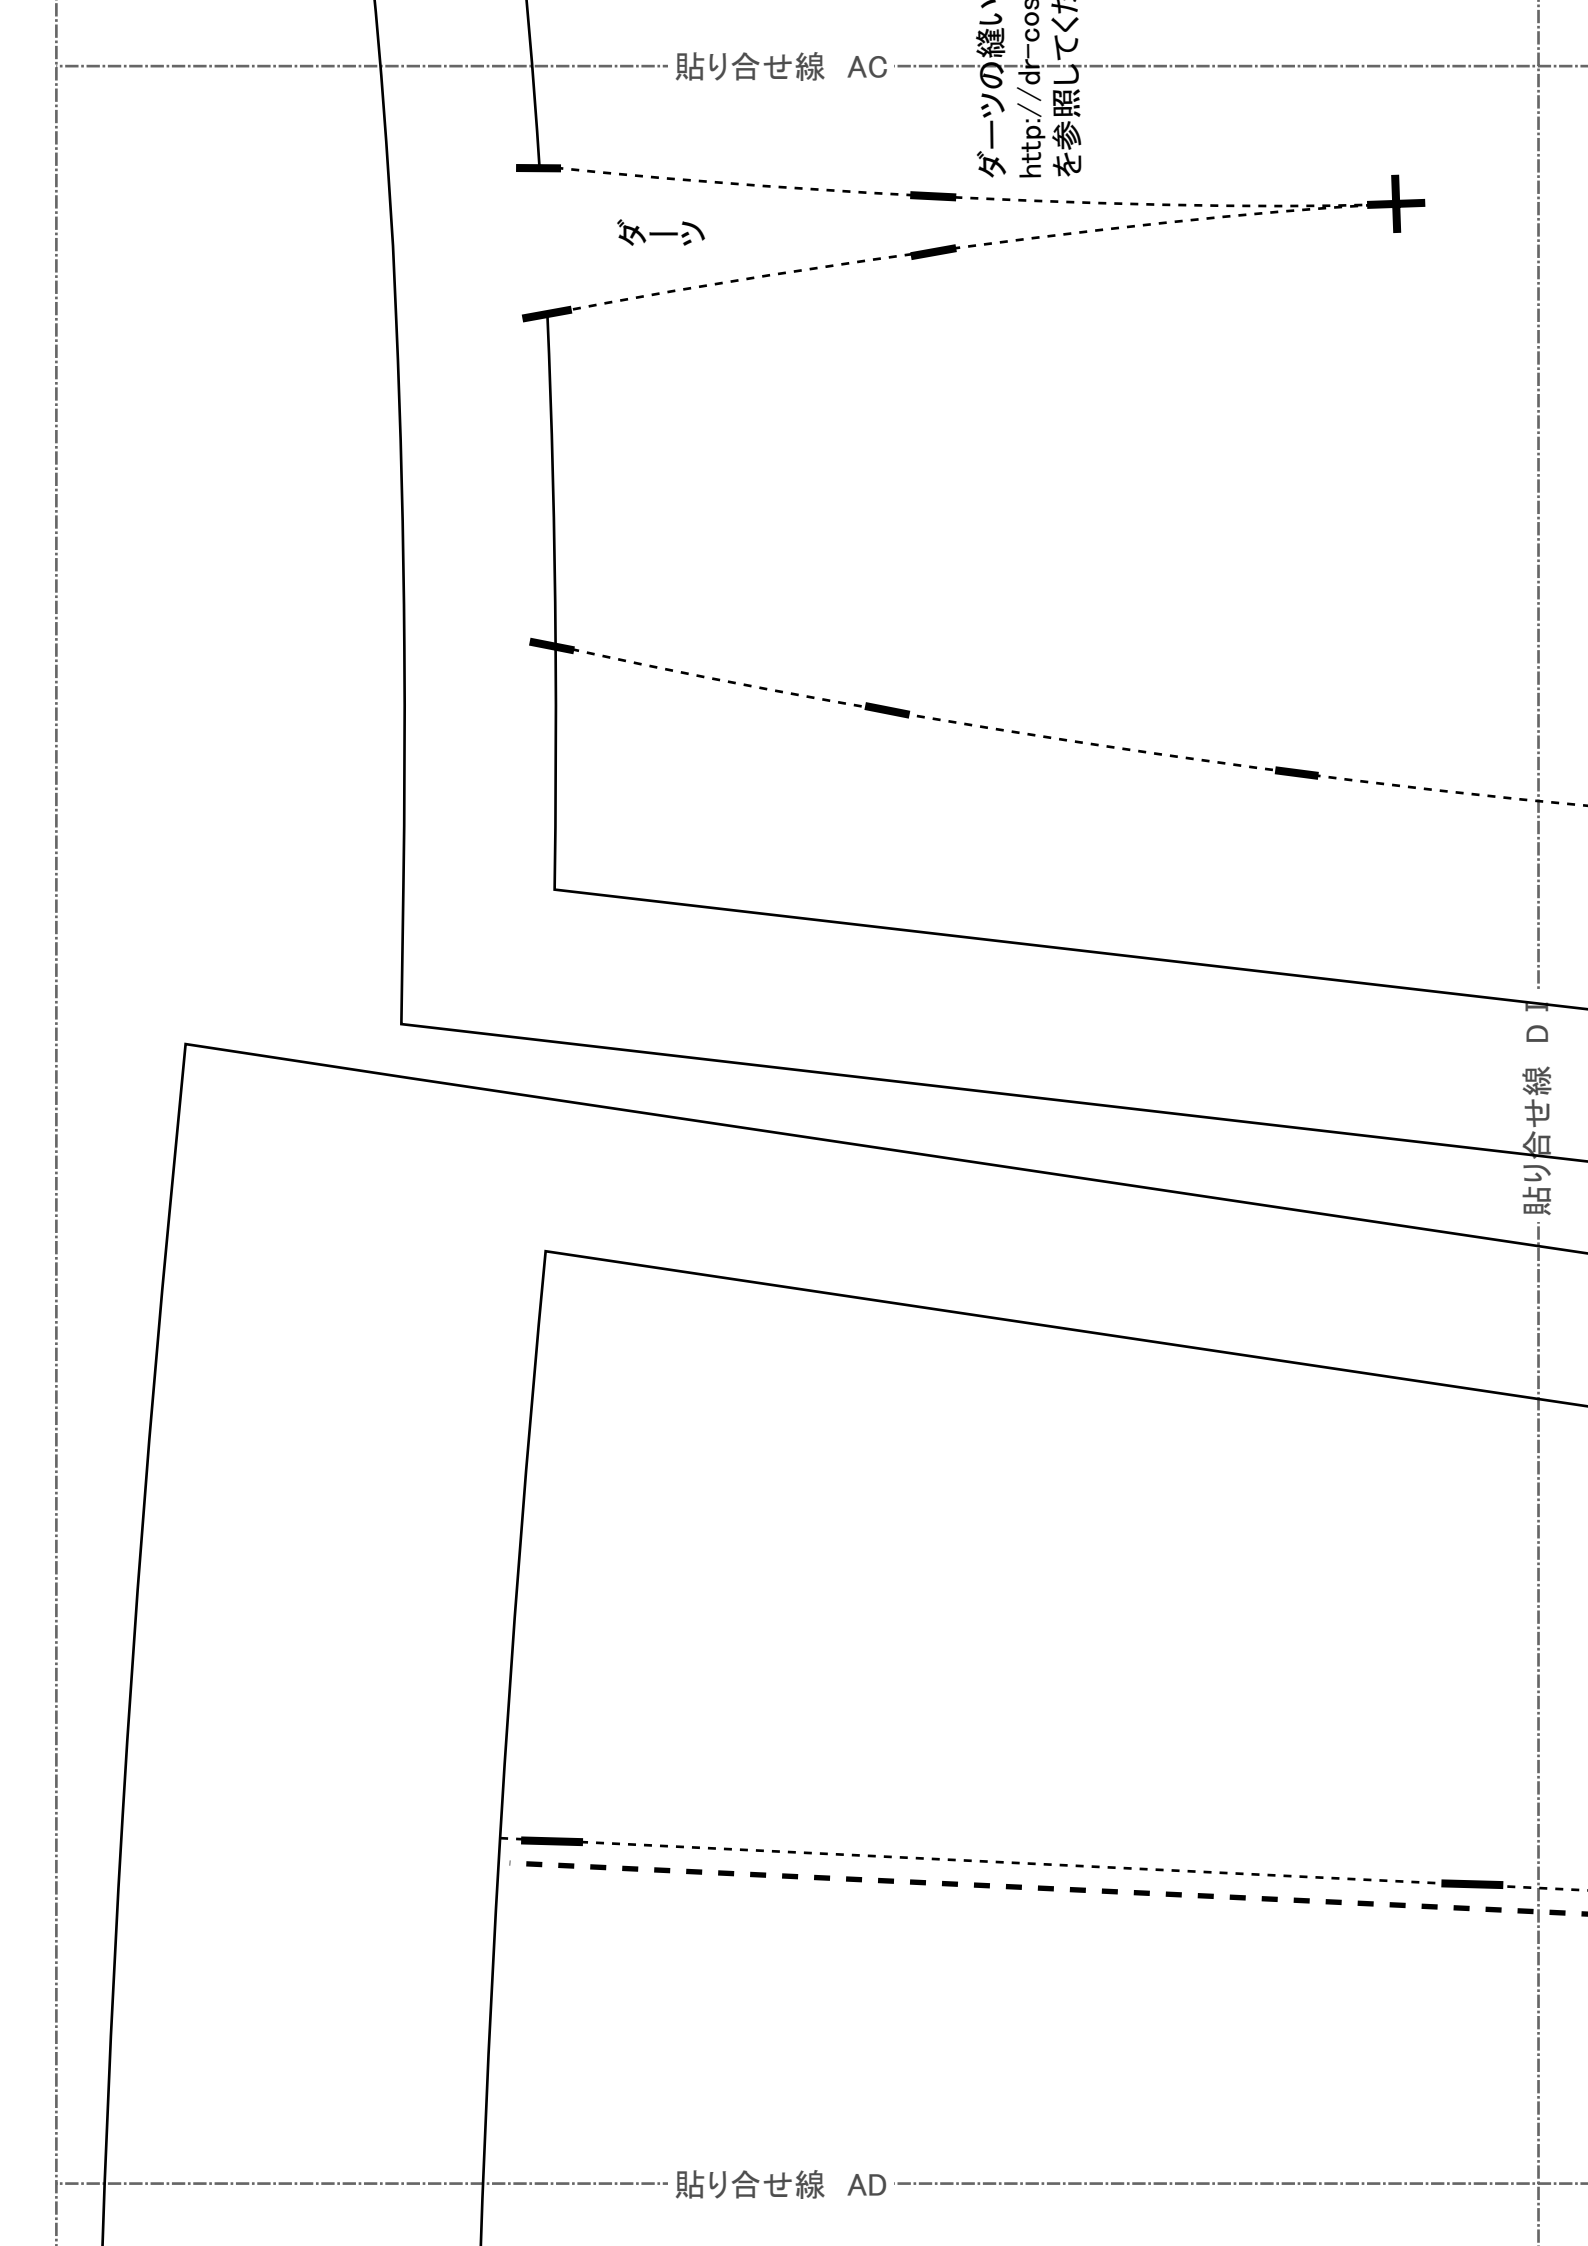 貼り合せ線 AC
ダーツの縫い
http://dr-cos
を参照してくだ
ダーツ
貼り合せ線 D I
貼り合せ線 AD